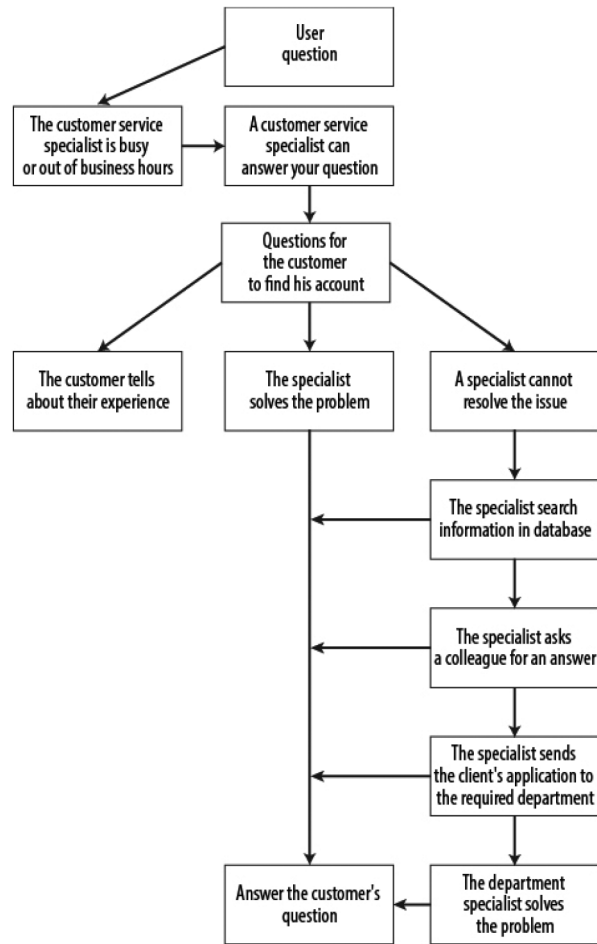 User
question
The customer service
specialist is busy
or out of business hours
A customer service
specialist can
answer your question
Questions for
the customer
to find his account
The customer tells
about their experience
The specialist
solves the problem
A specialist cannot
resolve the issue
The specialist search
information in database
The specialist asks
a colleague for an answer
The specialist sends
the client's application to
the required department
Answer the customer's
question
The department
specialist solves
the problem